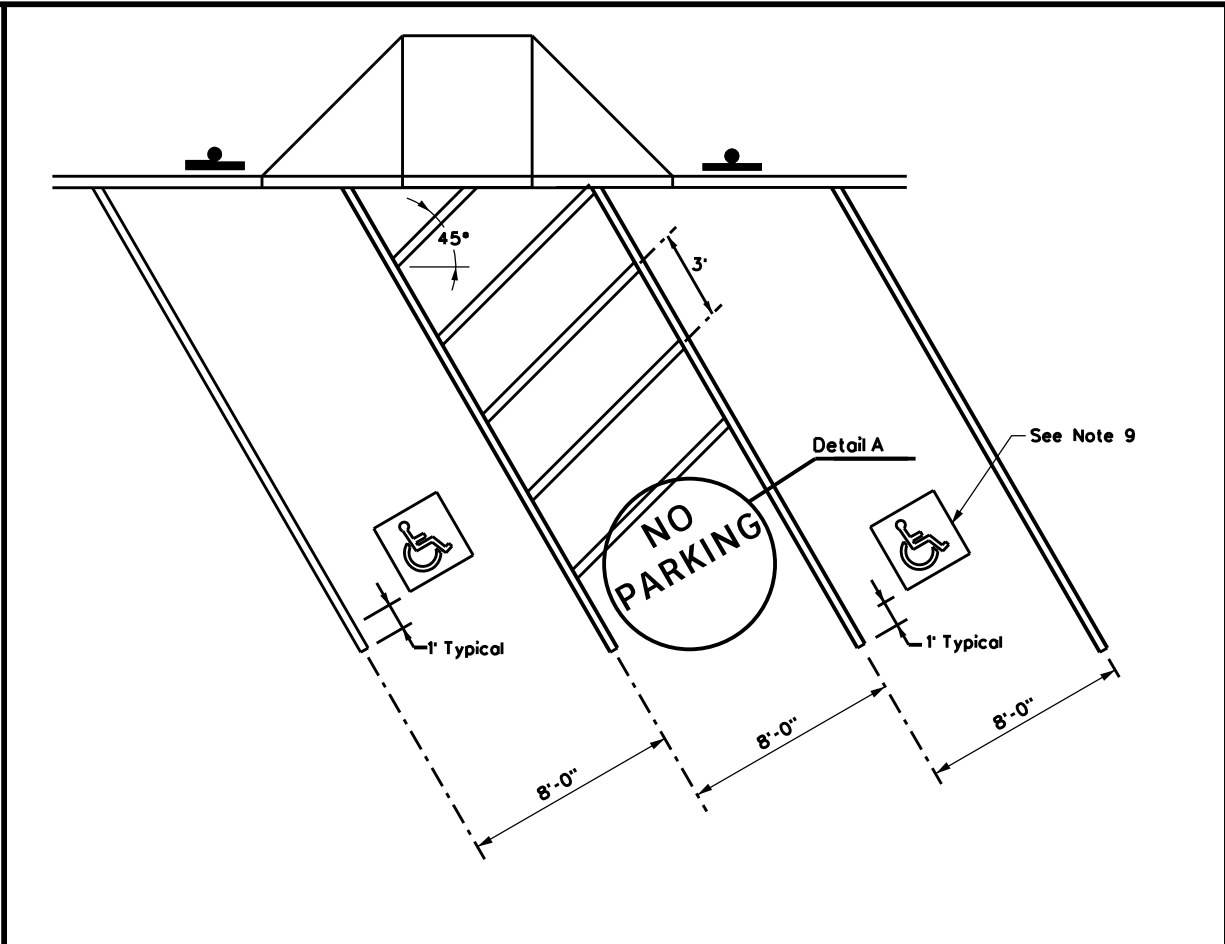 45°
3'
See Note 9
Detail A
NO
PARKING
1' Typical
1' Typical
8'-0"
8'-0"
8'-0"